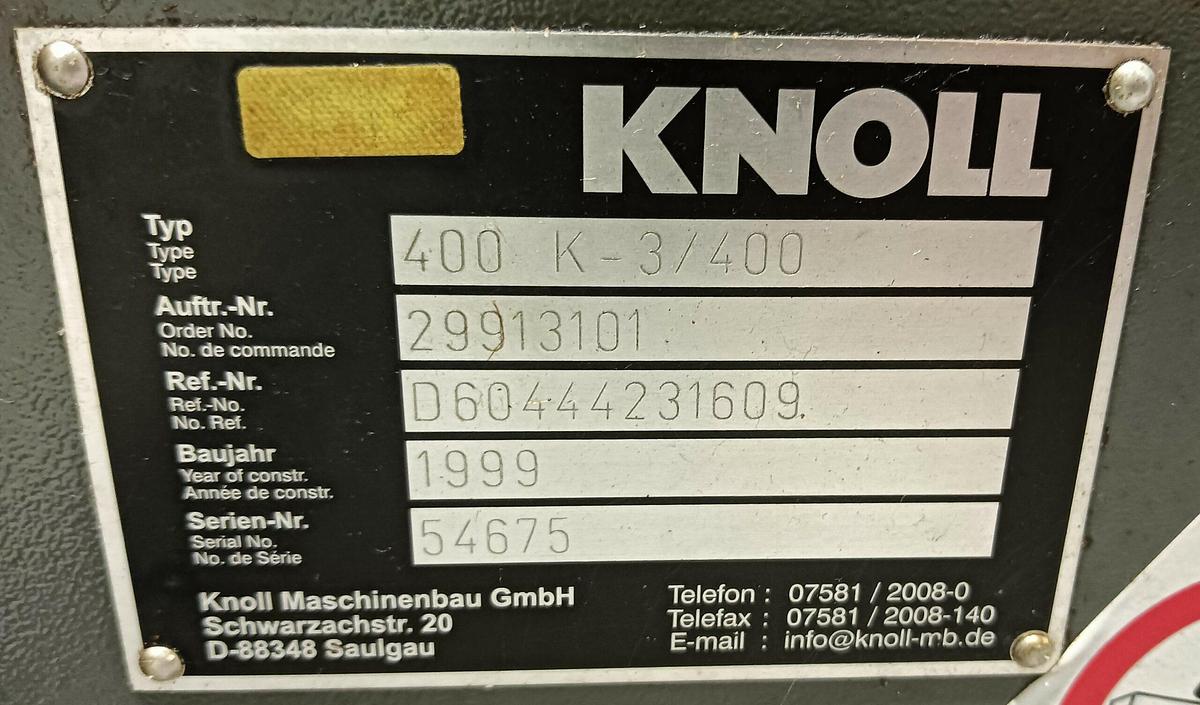 KNOLL
Typ
Type
Type
400 K-3/400
Auftr.-Nr.
Order No.
No. de commande
29913101
Ref.-Nr.
Ref.-No.
No. Ref.
D60444231609
Baujahr
Year of constr.
Année de constr.
1999
Serien-Nr.
Serial No.
No. de Série
54675
Knoll Maschinenbau GmbH
Schwarzachstr. 20
D-88348 Saulgau
Telefon : 07581 / 2008-0
Telefax : 07581 / 2008-140
E-mail : info@knoll-mb.de